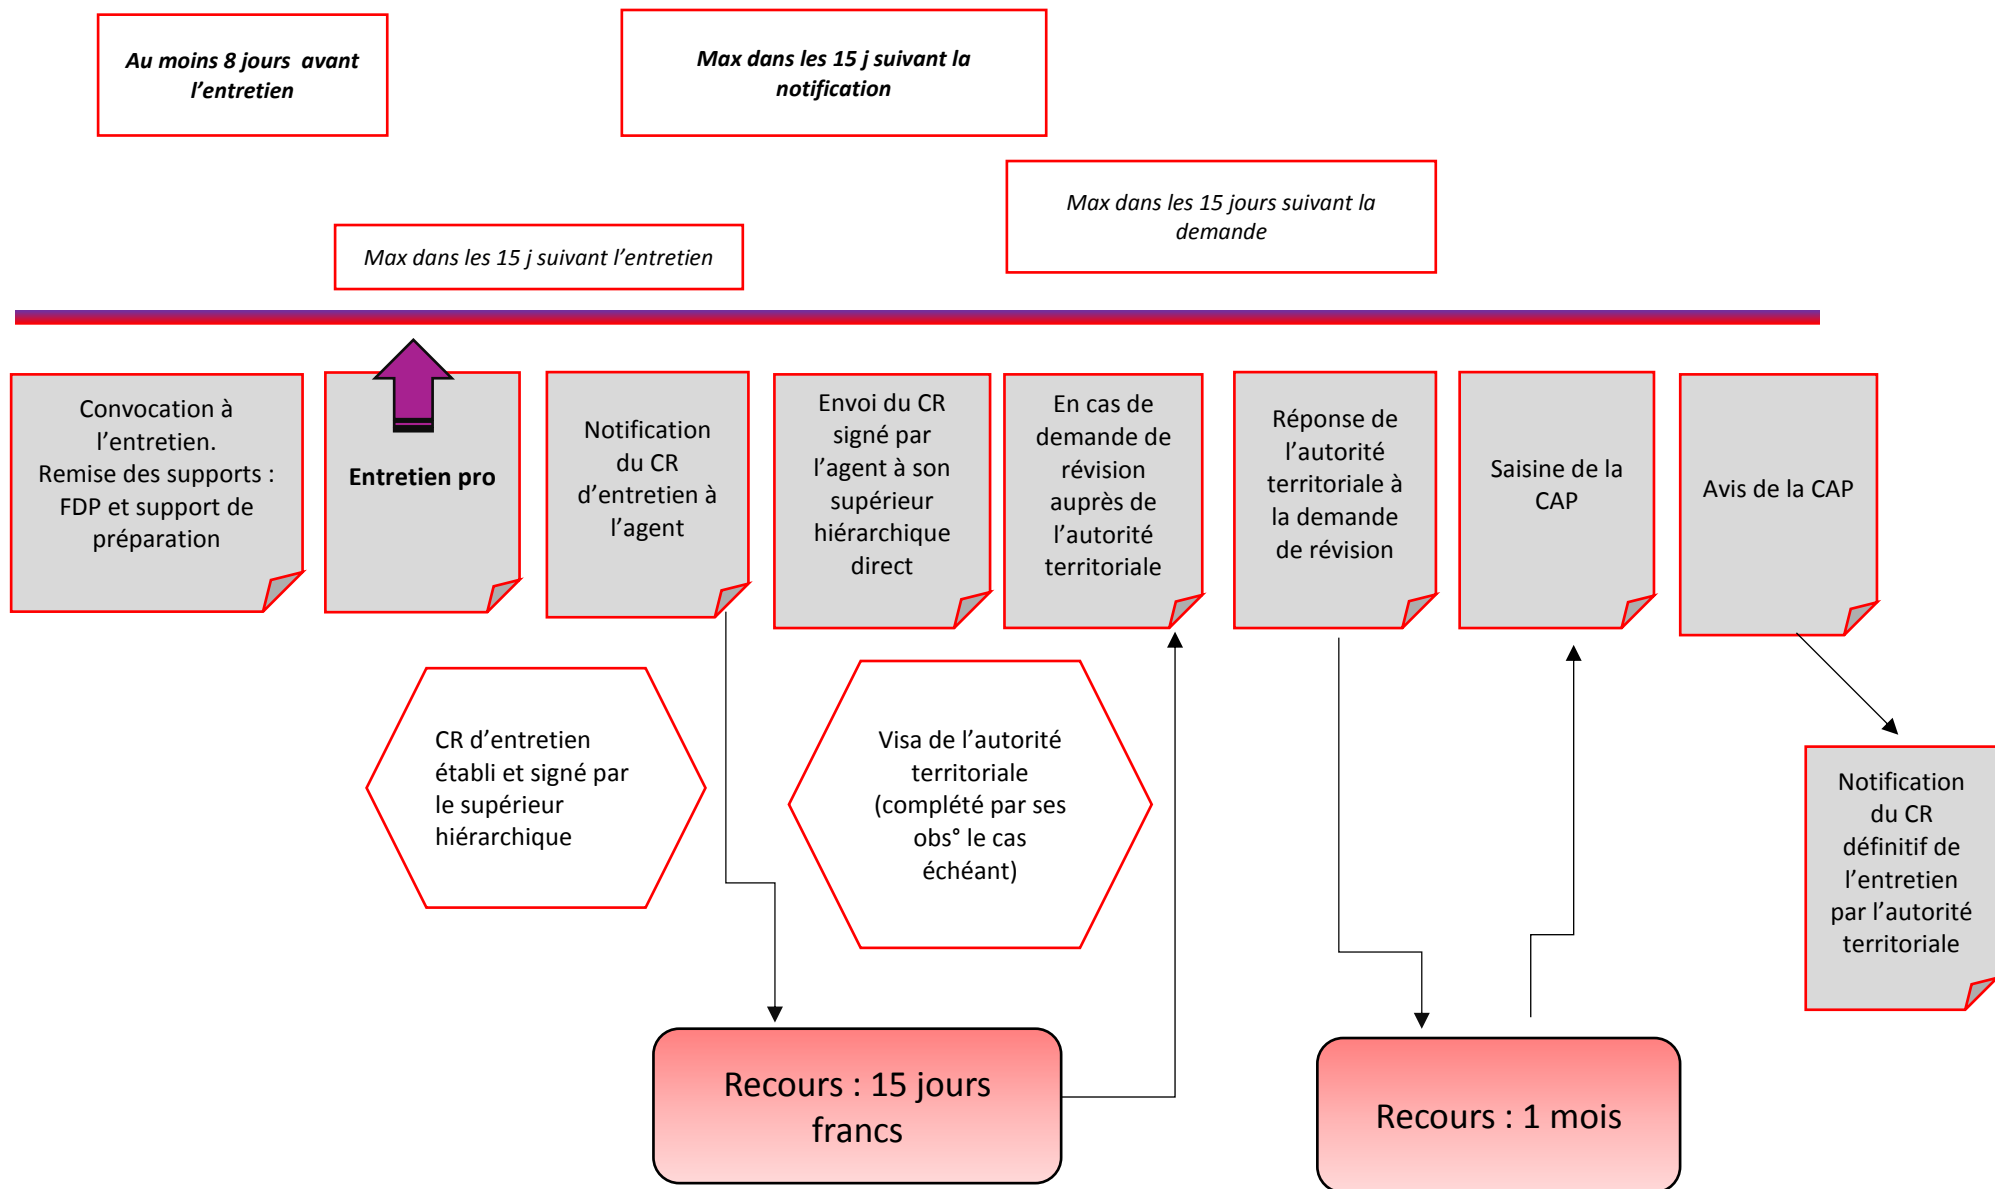 Au moins 8 jours avant
l'entretien
Max dans les 15 j suivant la
notification
Max dans les 15 jours suivant la
demande
Max dans les 15 j suivant l'entretien
Convocation à
l'entretien.
Remise des supports :
FDP et support de
préparation
Entretien pro
Notification
du CR
d'entretien à
l'agent
Envoi du CR
signé par
l'agent à son
supérieur
hiérarchique
direct
En cas de
demande de
révision
auprès de
l'autorité
territoriale
Réponse de
l'autorité
territoriale à
la demande
de révision
Saisine de la
CAP
Avis de la CAP
CR d'entretien
établi et signé par
le supérieur
hiérarchique
Visa de l'autorité
territoriale
(complété par ses
obs° le cas
échéant)
Notification
du CR
définitif de
l'entretien
par l'autorité
territoriale
Recours : 15 jours
francs
Recours : 1 mois